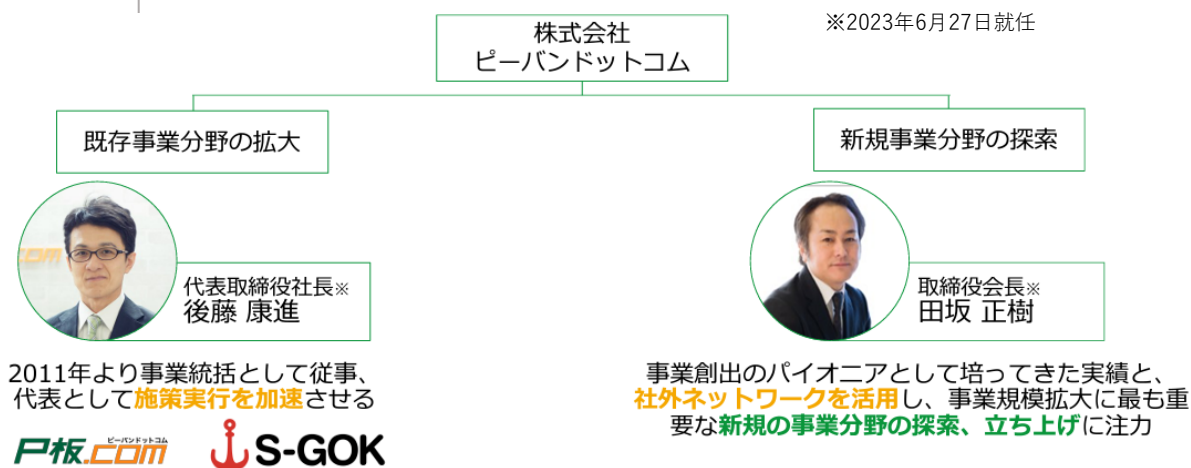 ※2023年6月27日就任
株式会社
ピーバンドットコム
既存事業分野の拡大
新規事業分野の探索
.com
代表取締役社長※
後藤 康進
取締役会長※
田坂 正樹
2011年より事業統括として従事、
代表として施策実行を加速させる
事業創出のパイオニアとして培ってきた実績と、
社外ネットワークを活用し、事業規模拡大に最も重
要な新規の事業分野の探索、立ち上げに注力
ピーバンドットコム
P板.com
S-GOK